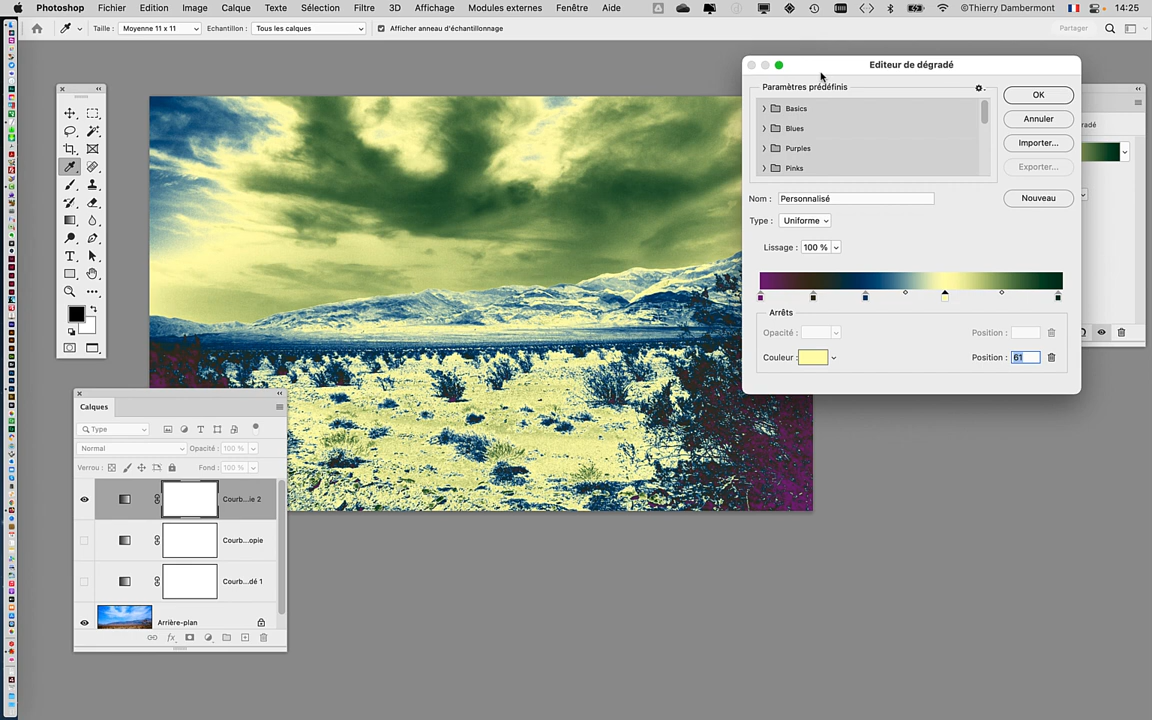 Photoshop Fichier Edition Image Calque Texte Sélection Filtre 3D Affichage Modules externes Fenêtre Aide ©Thierry Dambermont 14:25
Taille : Moyenne 11 x 11 Echantillon : Tous les calques Afficher anneau d'échantillonnage Partager
Editeur de dégradé
Paramètres prédéfinis
Basics
Blues
Purples
Pinks
OK
Annuler
Importer...
Exporter...
Nouveau
Nom : Personnalisé
Type : Uniforme
Lissage : 100 %
Arrêts
Opacité : Position :
Couleur : Position : 61
Calques
Type
Normal Opacité : 100 %
Verrou : Fond : 100 %
Courb...ie 2
Courb...opie
Courb...dé 1
Arrière-plan